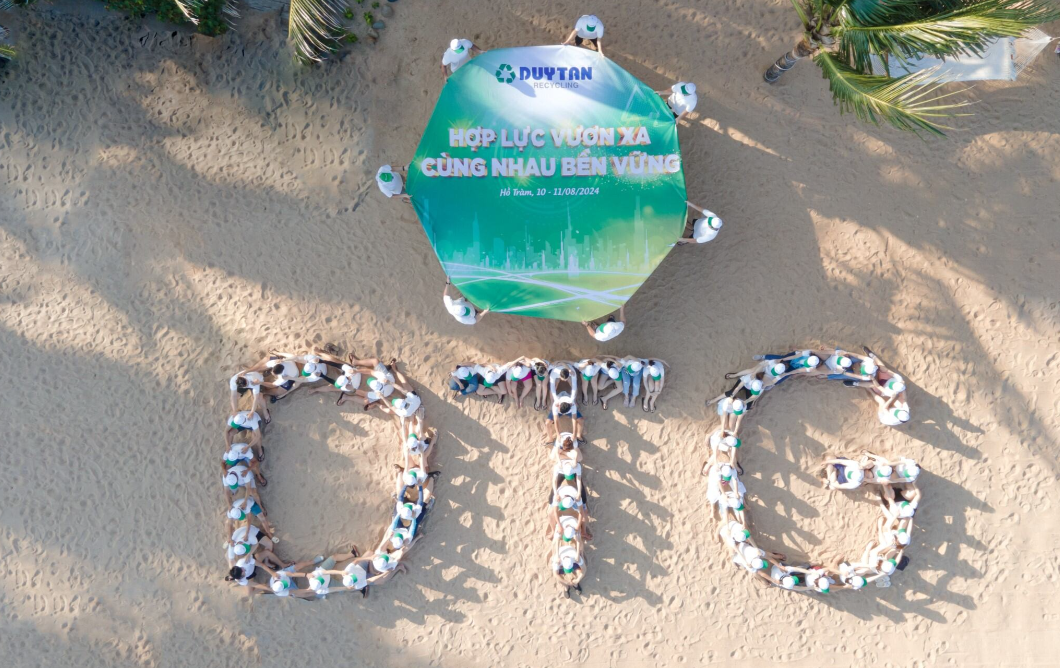 DUYTAN
RECYCLING
HỢP LỰC VƯƠN XA
CÙNG NHAU BỀN VỮNG
Hồ Tràm, 10 - 11/08/2024
DTG